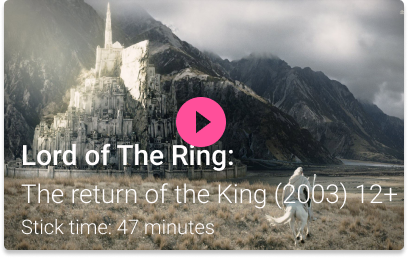 Lord of The Ring:
The return of the King (2003) 12+
Stick time: 47 minutes